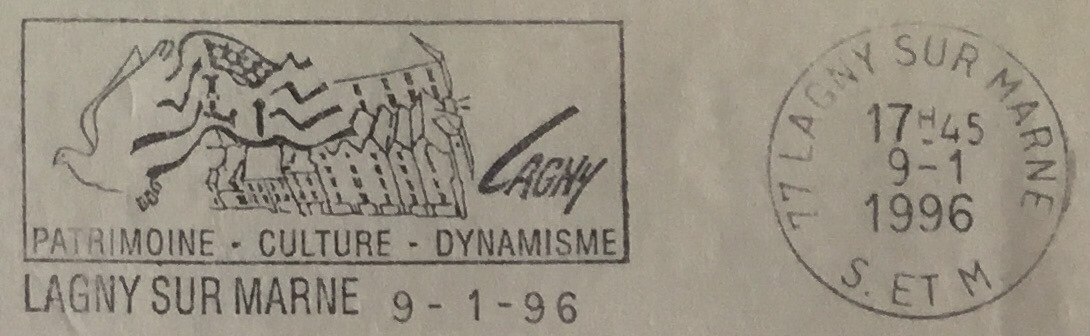 LAGNY
PATRIMOINE - CULTURE - DYNAMISME
LAGNY SUR MARNE 9 - 1 - 96
77 LAGNY SUR MARNE
17H45
9-1
1996
S. ET M